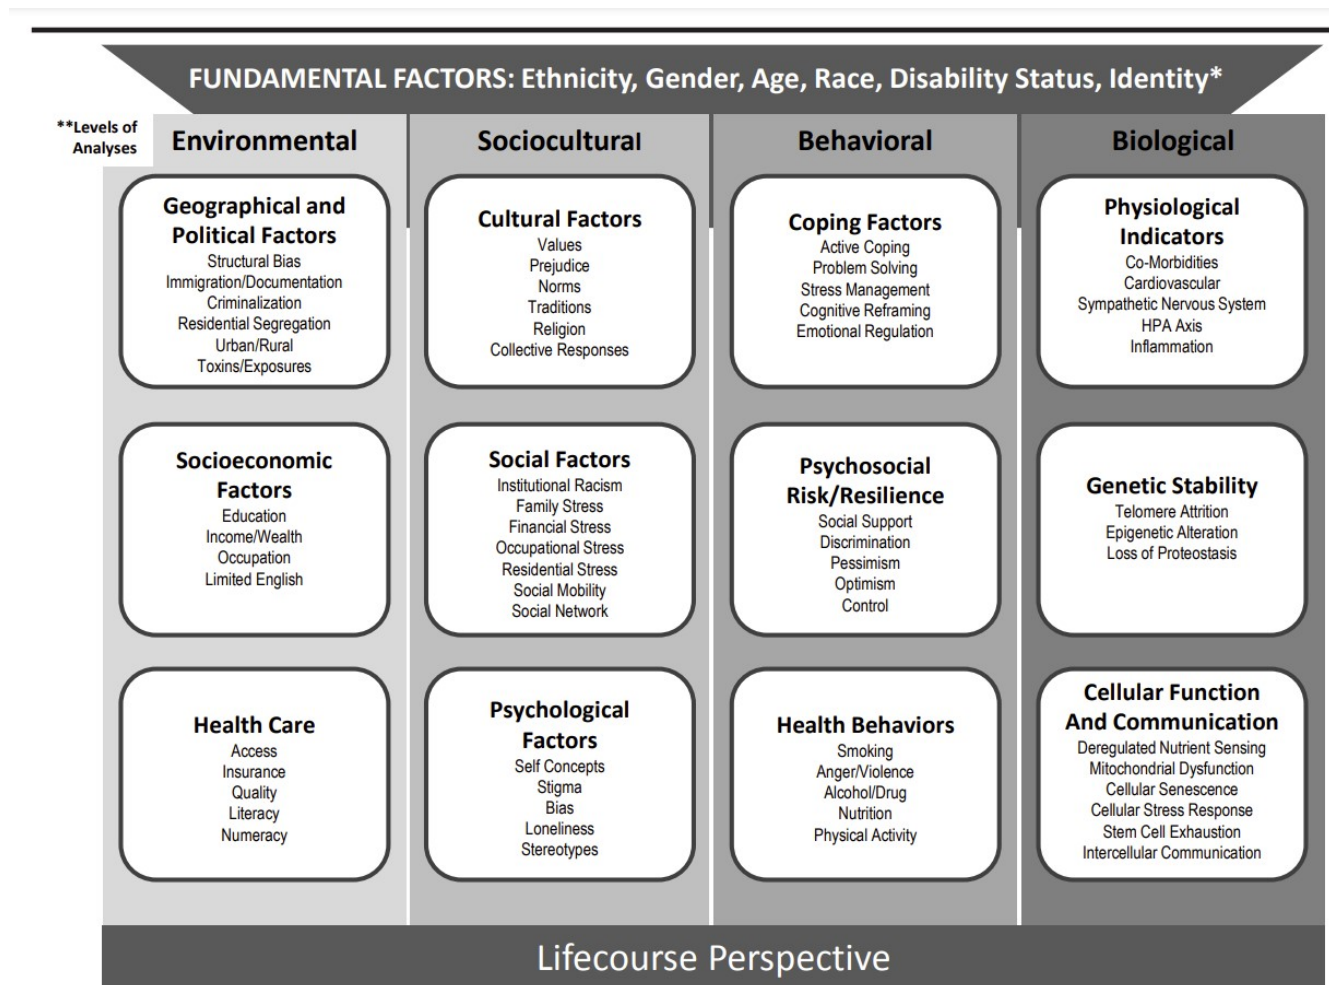 FUNDAMENTAL FACTORS: Ethnicity, Gender, Age, Race, Disability Status, Identity*
**Levels of
Analyses
Environmental
Sociocultural
Behavioral
Biological
Geographical and
Political Factors
Structural Bias
Immigration/Documentation
Criminalization
Residential Segregation
Urban/Rural
Toxins/Exposures
Cultural Factors
Values
Prejudice
Norms
Traditions
Religion
Collective Responses
Coping Factors
Active Coping
Problem Solving
Stress Management
Cognitive Reframing
Emotional Regulation
Physiological
Indicators
Co-Morbidities
Cardiovascular
Sympathetic Nervous System
HPA Axis
Inflammation
Socioeconomic
Factors
Education
Income/Wealth
Occupation
Limited English
Social Factors
Institutional Racism
Family Stress
Financial Stress
Occupational Stress
Residential Stress
Social Mobility
Social Network
Psychosocial
Risk/Resilience
Social Support
Discrimination
Pessimism
Optimism
Control
Genetic Stability
Telomere Attrition
Epigenetic Alteration
Loss of Proteostasis
Health Care
Access
Insurance
Quality
Literacy
Numeracy
Psychological
Factors
Self Concepts
Stigma
Bias
Loneliness
Stereotypes
Health Behaviors
Smoking
Anger/Violence
Alcohol/Drug
Nutrition
Physical Activity
Cellular Function
And Communication
Deregulated Nutrient Sensing
Mitochondrial Dysfunction
Cellular Senescence
Cellular Stress Response
Stem Cell Exhaustion
Intercellular Communication
Lifecourse Perspective